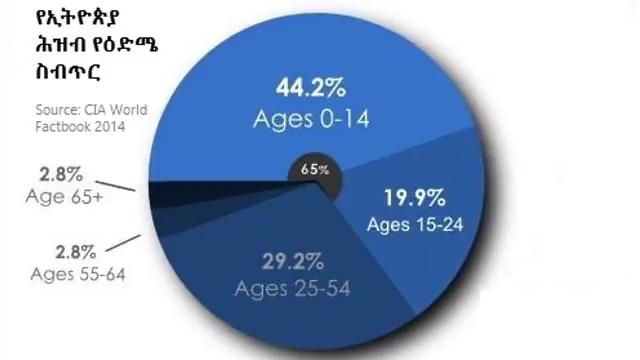 የኢትዮጵያ
ሕዝብ የዕድሜ
ስብጥር
Source: CIA World
Factbook 2014
44.2%
Ages 0-14
65%
19.9%
Ages 15-24
29.2%
Ages 25-54
2.8%
Ages 55-64
2.8%
Age 65+